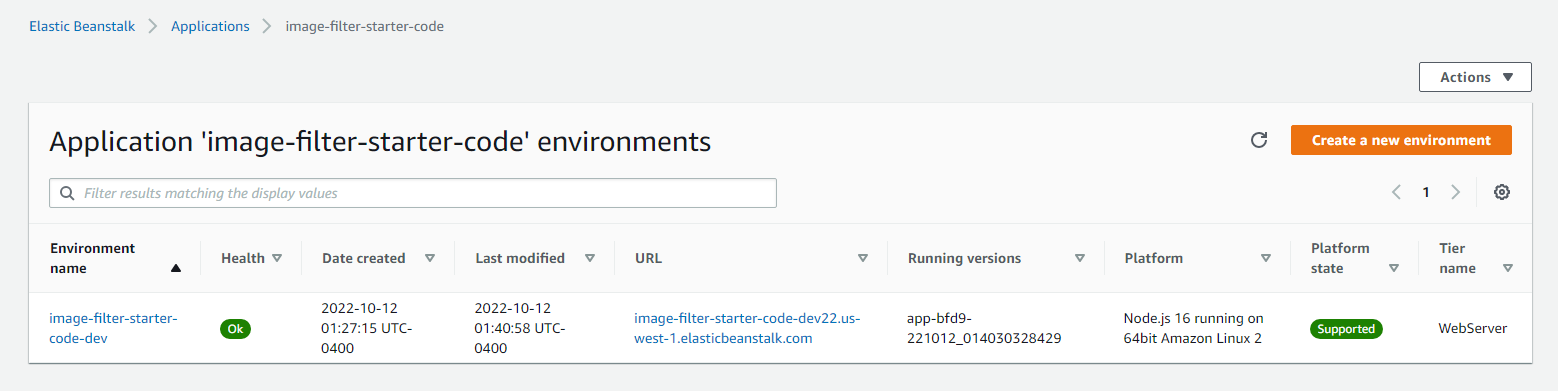 Elastic Beanstalk > Applications > image-filter-starter-code
Actions
Application 'image-filter-starter-code' environments
Create a new environment
Filter results matching the display values
1
Environment name
Health
Date created
Last modified
URL
Running versions
Platform
Platform state
Tier name
image-filter-starter-
code-dev
Ok
2022-10-12
01:27:15 UTC-
0400
2022-10-12
01:40:58 UTC-
0400
image-filter-starter-code-dev22.us-
west-1.elasticbeanstalk.com
app-bfd9-
221012_014030328429
Node.js 16 running on
64bit Amazon Linux 2
Supported
WebServer